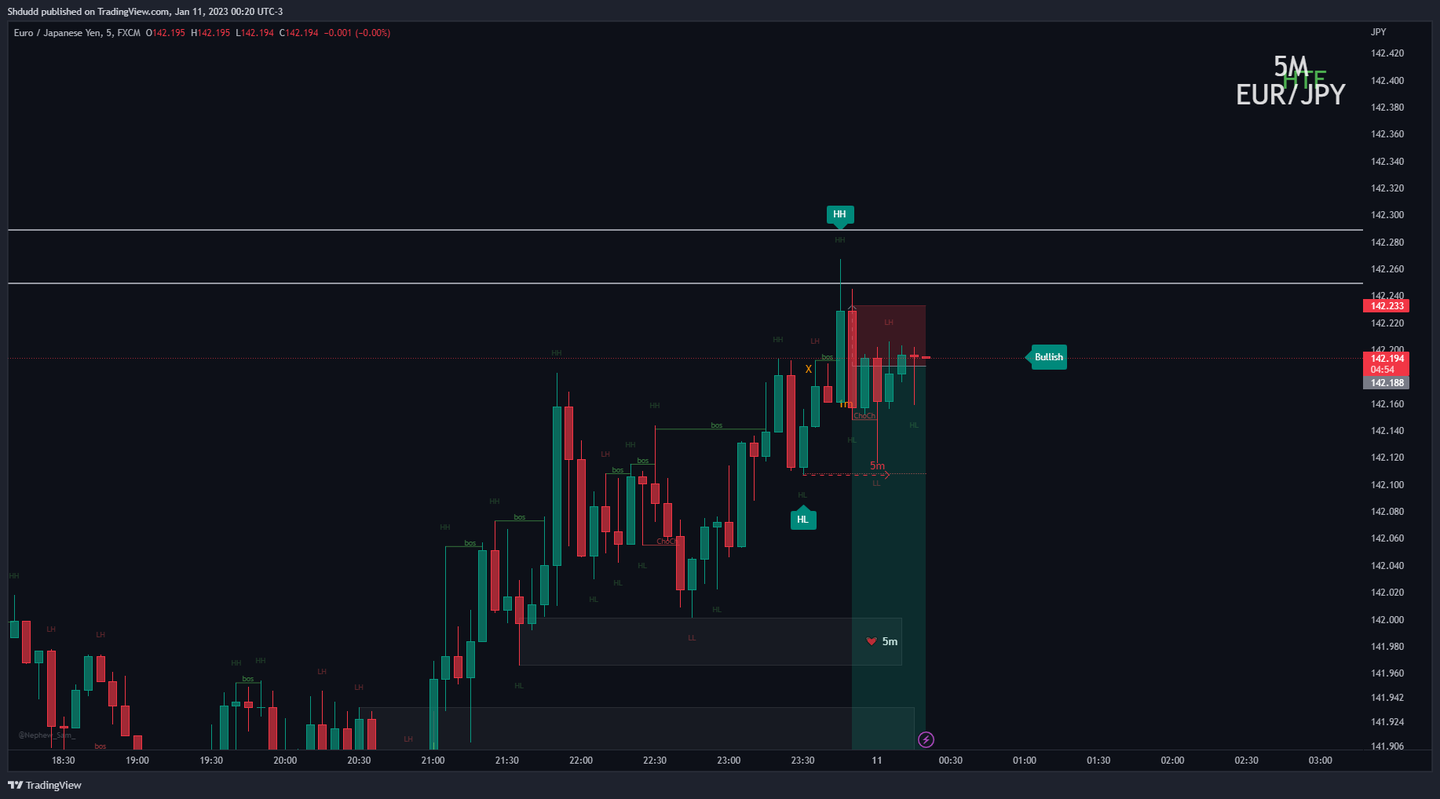 Shdudd published on TradingView.com, Jan 11, 2023 00:20 UTC-3
Euro / Japanese Yen, 5, FXCM O142.195 H142.195 L142.194 C142.194 −0.001 (−0.00%)
JPY
5M
HTF
EUR/JPY
142.420
142.400
142.380
142.360
142.340
142.320
142.300
142.280
142.260
142.240
142.233
142.220
142.200
142.194
04:54
142.188
142.160
142.140
142.120
142.100
142.080
142.060
142.040
142.020
142.000
141.980
141.960
141.942
141.924
141.906
HH
HH
LH
Bullish
HH
LH
bos
X
HH
1m
HH
ChoCh
bos
HL
HL
HH
LH
bos
bos
5m
LL
HL
HH
HH
bos
bos
HL
ChoCh
HL
HL
HL
HL
HH
LH
LH
LL
5m
HH
HH
LH
bos
LH
HL
@Nephew_Sam_
bos
LH
18:30 19:00 19:30 20:00 20:30 21:00 21:30 22:00 22:30 23:00 23:30 11 00:30 01:00 01:30 02:00 02:30 03:00
TradingView